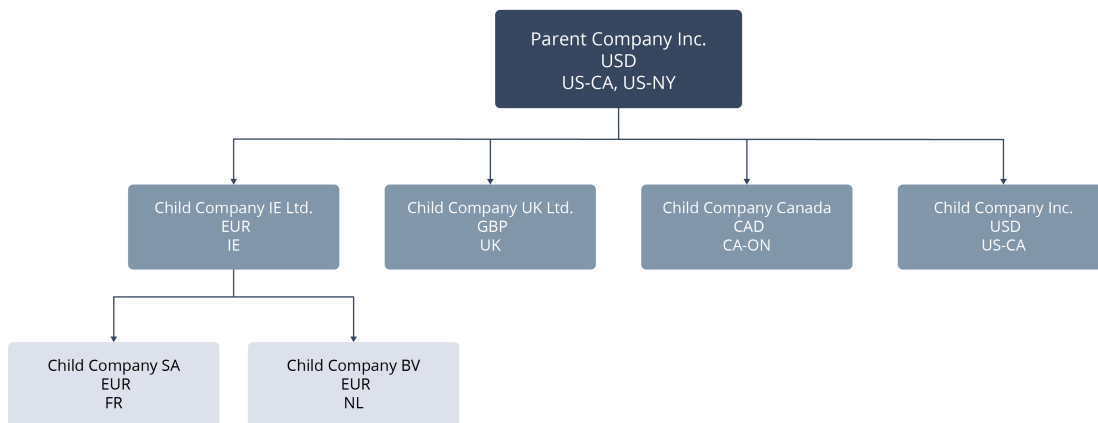 Parent Company Inc.
USD
US-CA, US-NY
Child Company IE Ltd.
EUR
IE
Child Company UK Ltd.
GBP
UK
Child Company Canada
CAD
CA-ON
Child Company Inc.
USD
US-CA
Child Company SA
EUR
FR
Child Company BV
EUR
NL